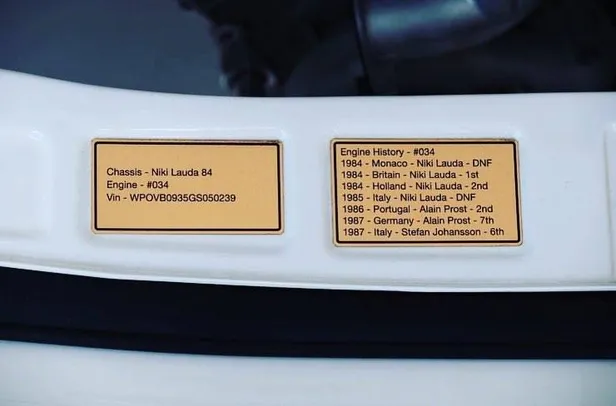 Chassis - Niki Lauda 84
Engine - #034
Vin - WPOVB0935GS050239
Engine History - #034
1984 - Monaco - Niki Lauda - DNF
1984 - Britain - Niki Lauda - 1st
1984 - Holland - Niki Lauda - 2nd
1985 - Italy - Niki Lauda - DNF
1986 - Portugal - Alain Prost - 2nd
1987 - Germany - Alain Prost - 7th
1987 - Italy - Stefan Johansson - 6th